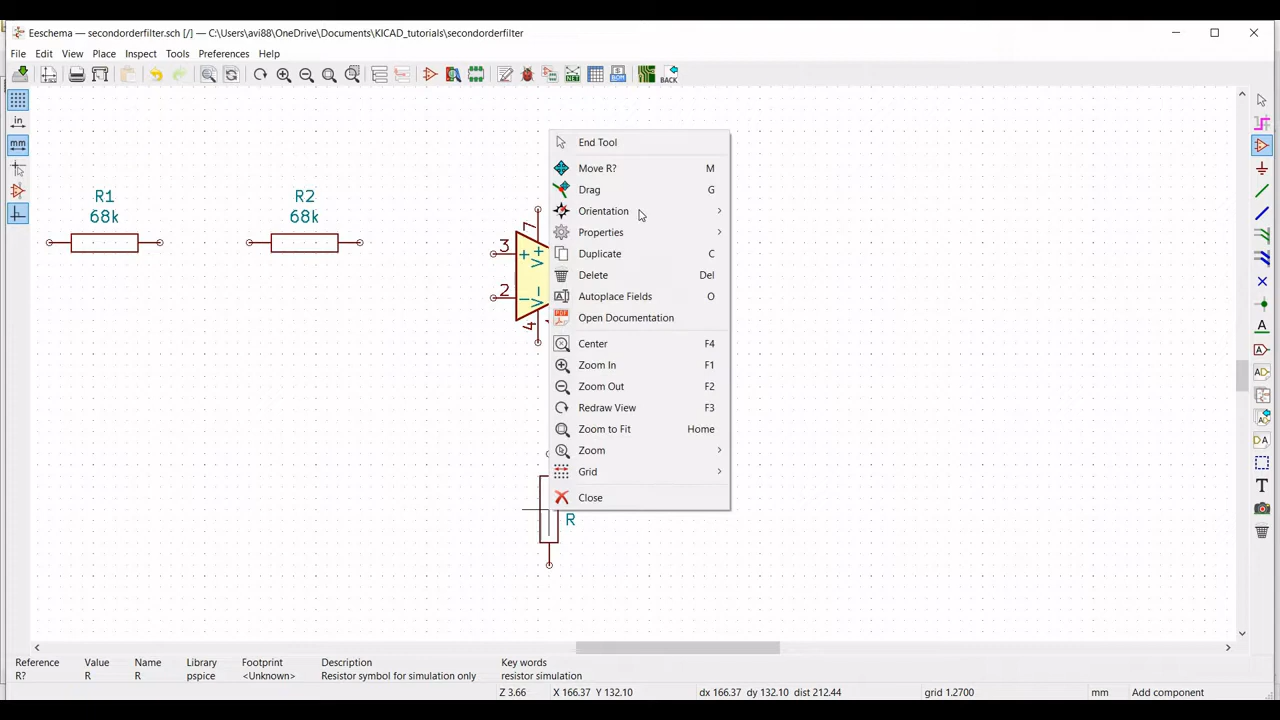 Eeschema — secondorderfilter.sch [/] — C:\Users\avi88\OneDrive\Documents\KICAD_tutorials\secondorderfilter
File Edit View Place Inspect Tools Preferences Help
BACK
in
mm
R1
68k
R2
68k
3
2
7
4
+
V+
V-
R
End Tool
Move R? M
Drag G
Orientation
Properties
Duplicate C
Delete Del
Autoplace Fields O
Open Documentation
Center F4
Zoom In F1
Zoom Out F2
Redraw View F3
Zoom to Fit Home
Zoom
Grid
Close
Reference Value Name Library Footprint Description Key words
R? R R pspice <Unknown> Resistor symbol for simulation only resistor simulation
Z 3.66 X 166.37 Y 132.10 dx 166.37 dy 132.10 dist 212.44 grid 1.2700 mm Add component